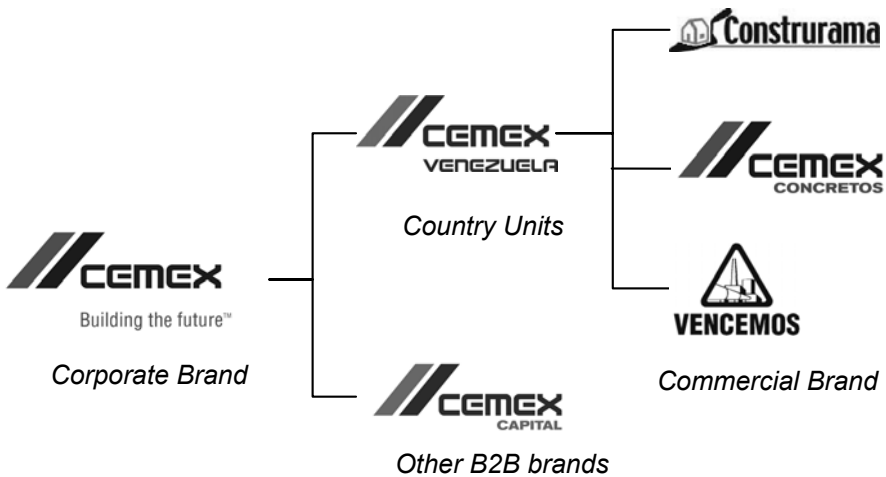 Construrama
CEMEX
VENEZUELA
Country Units
CEMEX
CONCRETOS
CEMEX
Building the future™
Corporate Brand
VENCEMOS
Commercial Brand
CEMEX
CAPITAL
Other B2B brands